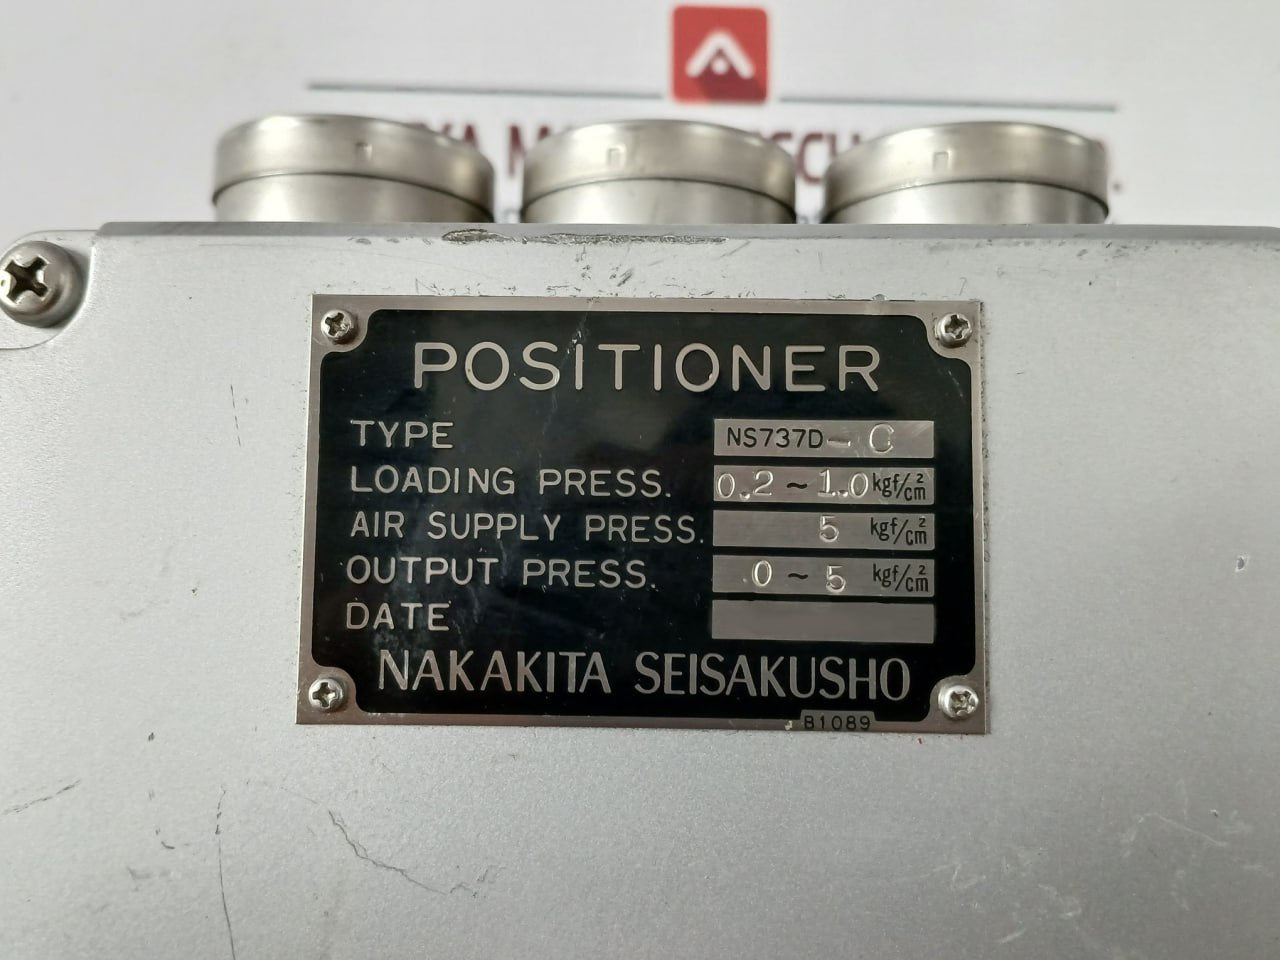 POSITIONER
TYPE NS737D- C
LOADING PRESS. 0.2 ~ 1.0 kgf/cm²
AIR SUPPLY PRESS. 5 kgf/cm²
OUTPUT PRESS. 0 ~ 5 kgf/cm²
DATE
NAKAKITA SEISAKUSHO
B1089